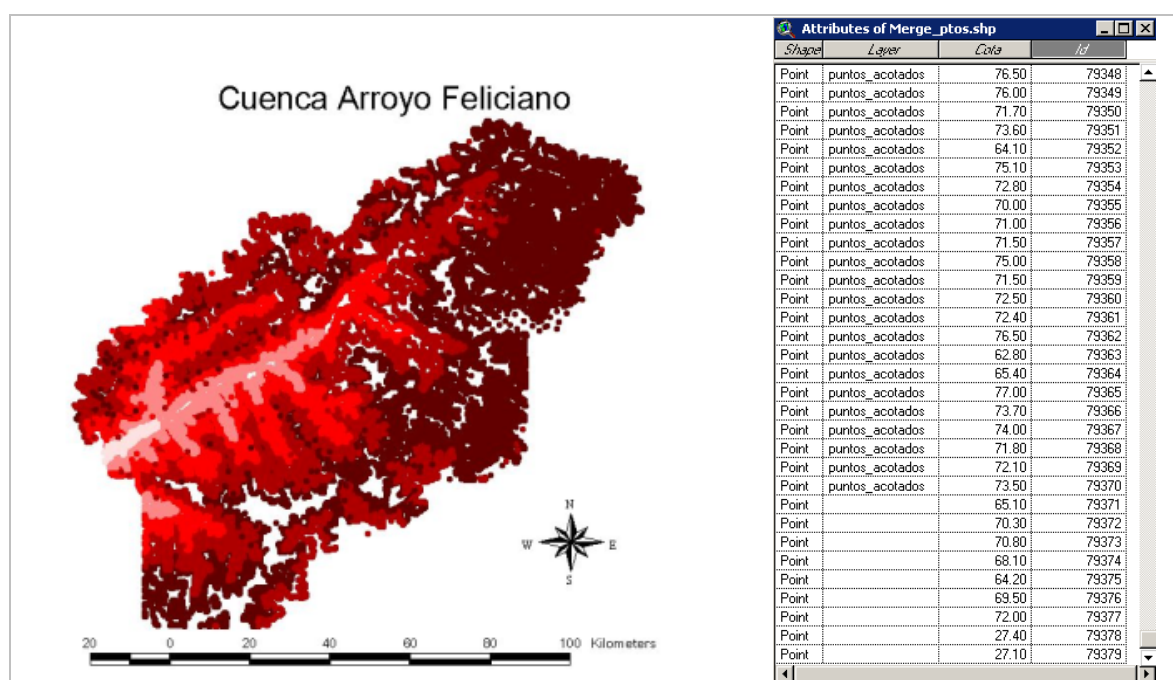 Cuenca Arroyo Feliciano
N
W E
S
20 0 20 40 60 80 100 Kilometers
Attributes of Merge_ptos.shp
Shape Layer Cota Id
Point puntos_acotados 76.50 79348
Point puntos_acotados 76.00 79349
Point puntos_acotados 71.70 79350
Point puntos_acotados 73.60 79351
Point puntos_acotados 64.10 79352
Point puntos_acotados 75.10 79353
Point puntos_acotados 72.80 79354
Point puntos_acotados 70.00 79355
Point puntos_acotados 71.00 79356
Point puntos_acotados 71.50 79357
Point puntos_acotados 75.00 79358
Point puntos_acotados 71.50 79359
Point puntos_acotados 72.50 79360
Point puntos_acotados 72.40 79361
Point puntos_acotados 76.50 79362
Point puntos_acotados 62.80 79363
Point puntos_acotados 65.40 79364
Point puntos_acotados 77.00 79365
Point puntos_acotados 73.70 79366
Point puntos_acotados 74.00 79367
Point puntos_acotados 71.80 79368
Point puntos_acotados 72.10 79369
Point puntos_acotados 73.50 79370
Point 65.10 79371
Point 70.30 79372
Point 70.80 79373
Point 68.10 79374
Point 64.20 79375
Point 69.50 79376
Point 72.00 79377
Point 27.40 79378
Point 27.10 79379